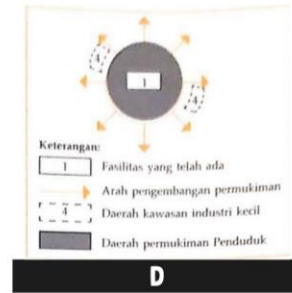 4
1
4
Keterangan:
1 Fasilitas yang telah ada
Arah pengembangan permukiman
4 Daerah kawasan industri kecil
Daerah permukiman Penduduk
D